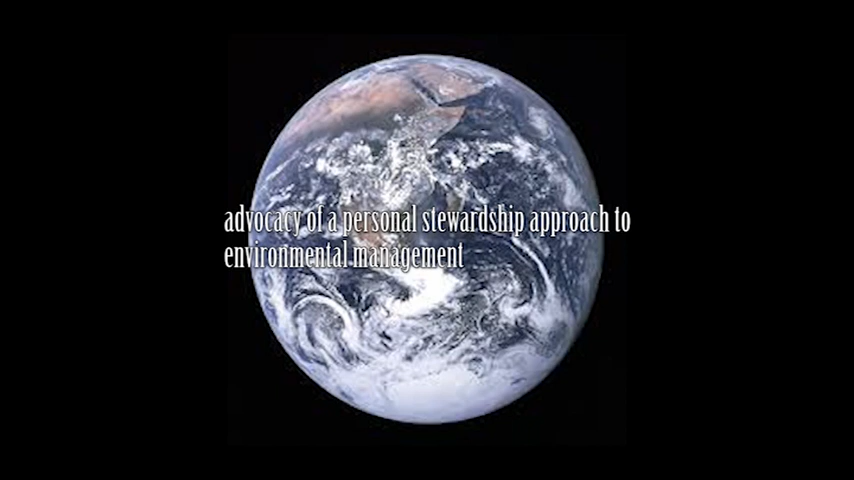 advocacy of a personal stewardship approach to
environmental management